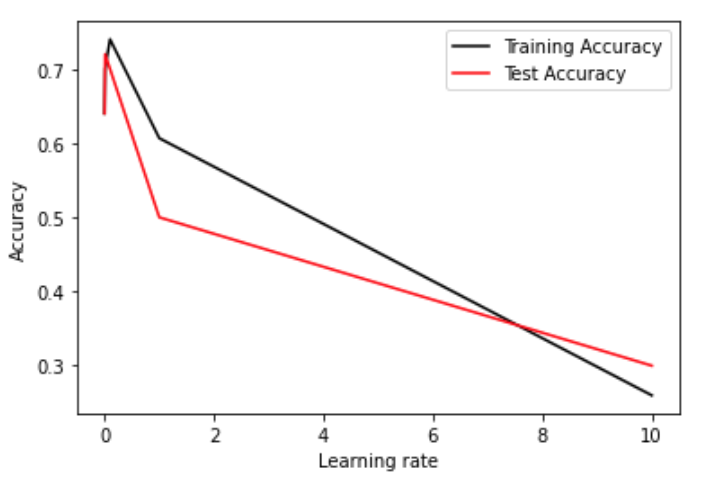 Training Accuracy
Test Accuracy
0.7
0.6
0.5
0.4
0.3
Accuracy
0 2 4 6 8 10
Learning rate